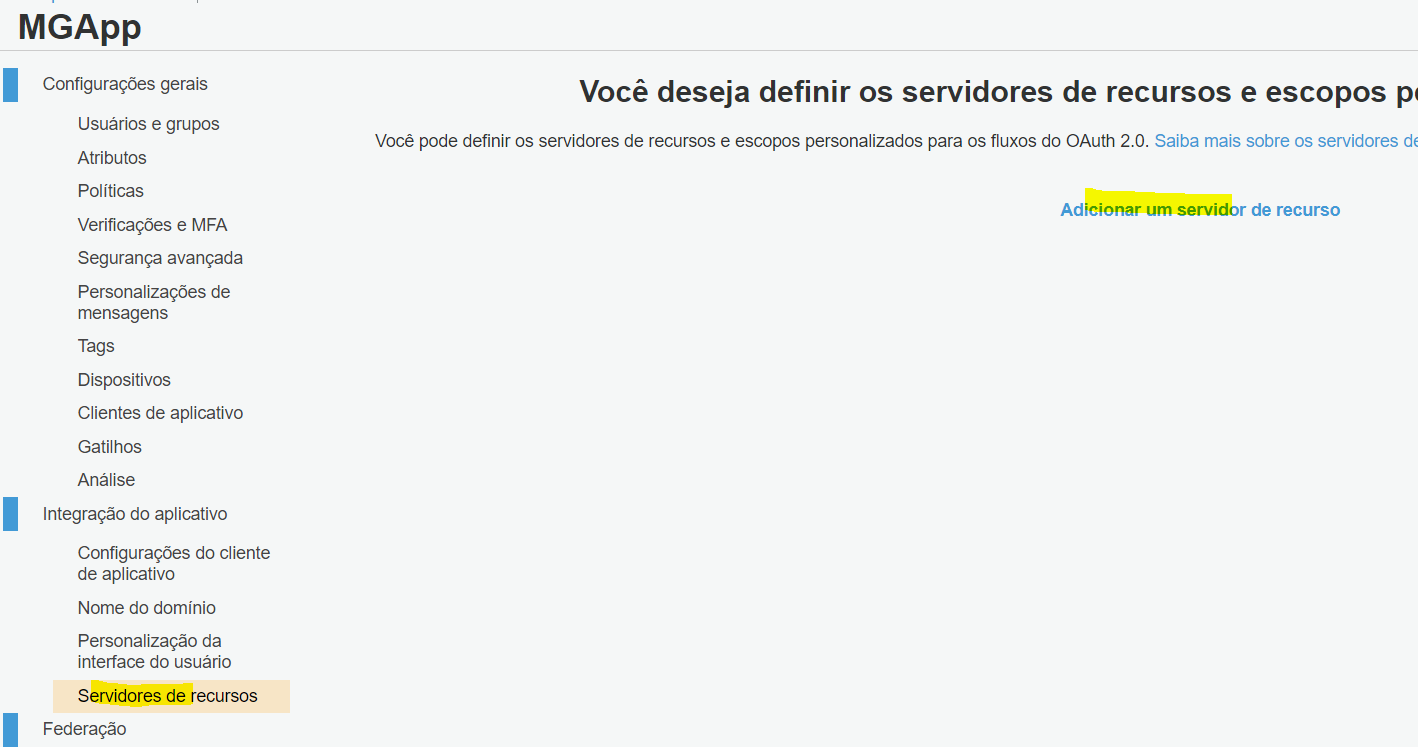 MGApp
Configurações gerais
Usuários e grupos
Atributos
Políticas
Verificações e MFA
Segurança avançada
Personalizações de
mensagens
Tags
Dispositivos
Clientes de aplicativo
Gatilhos
Análise
Integração do aplicativo
Configurações do cliente
de aplicativo
Nome do domínio
Personalização da
interface do usuário
Servidores de recursos
Federação
Você deseja definir os servidores de recursos e escopos
Você pode definir os servidores de recursos e escopos personalizados para os fluxos do OAuth 2.0. Saiba mais sobre os servidores de
Adicionar um servidor de recurso